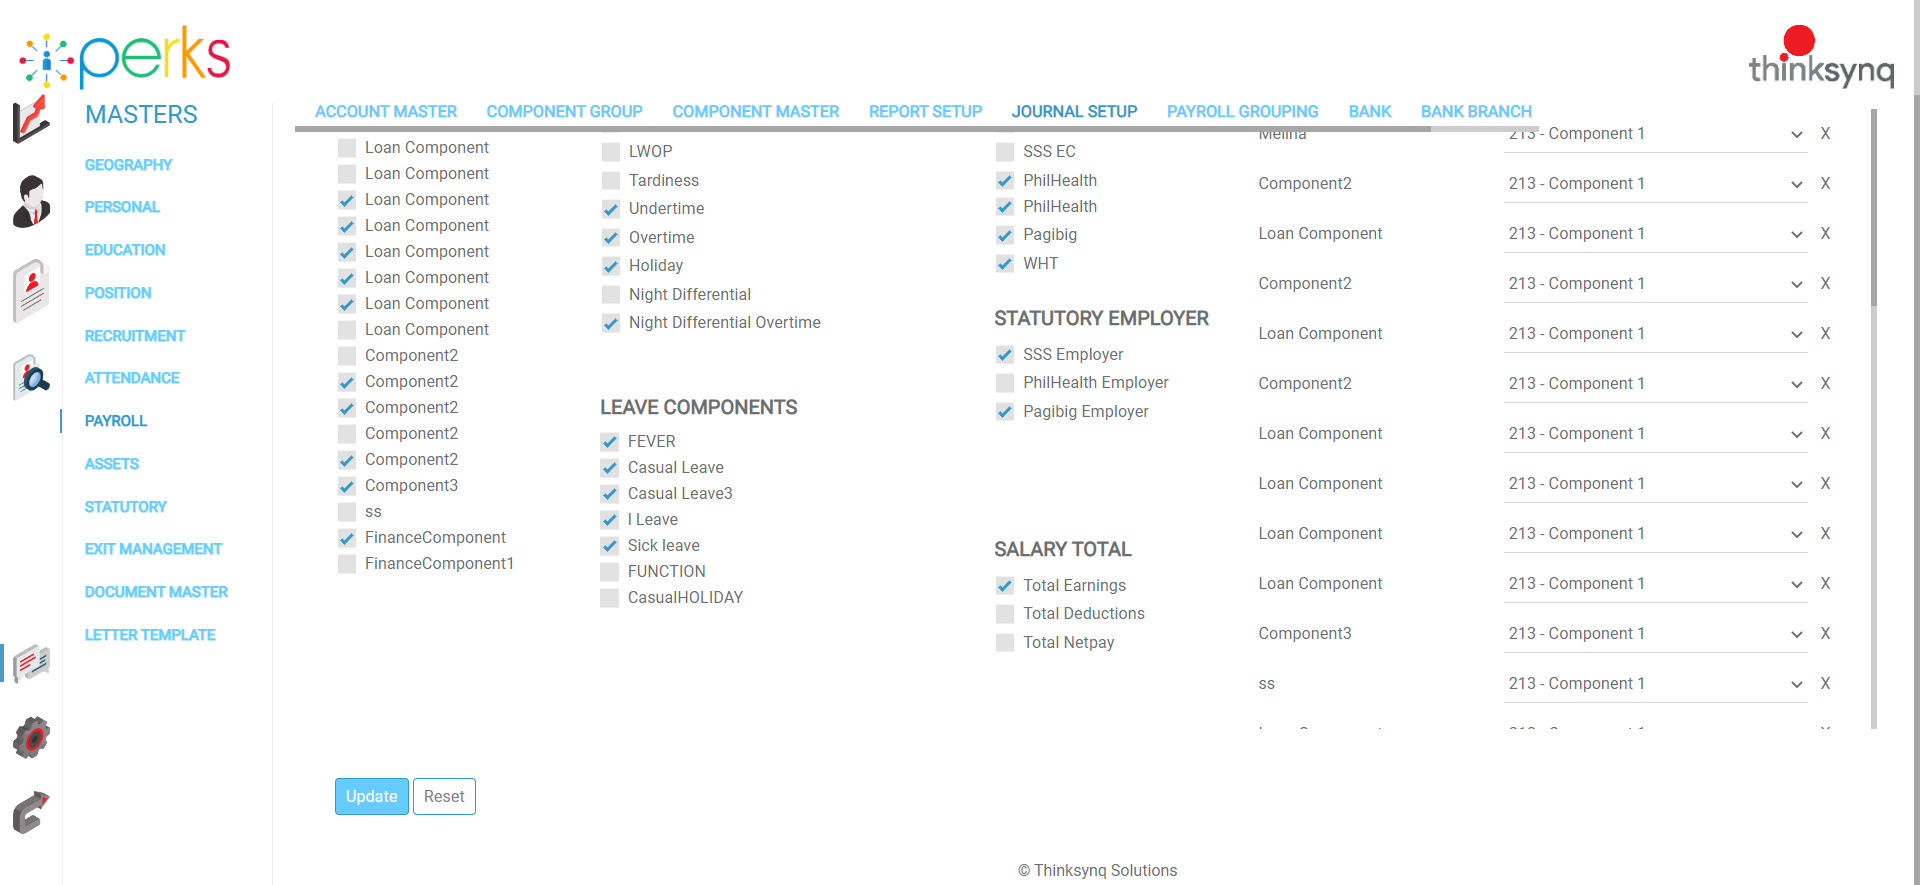 perks
thinksynq
MASTERS
GEOGRAPHY
PERSONAL
EDUCATION
POSITION
RECRUITMENT
ATTENDANCE
PAYROLL
ASSETS
STATUTORY
EXIT MANAGEMENT
DOCUMENT MASTER
LETTER TEMPLATE
ACCOUNT MASTER
COMPONENT GROUP
COMPONENT MASTER
REPORT SETUP
JOURNAL SETUP
PAYROLL GROUPING
BANK
BANK BRANCH
Loan Component
Loan Component
Loan Component
Loan Component
Loan Component
Loan Component
Loan Component
Loan Component
Component2
Component2
Component2
Component2
Component2
Component3
ss
FinanceComponent
FinanceComponent1
LWOP
Tardiness
Undertime
Overtime
Holiday
Night Differential
Night Differential Overtime
LEAVE COMPONENTS
FEVER
Casual Leave
Casual Leave3
I Leave
Sick leave
FUNCTION
CasualHOLIDAY
SSS EC
PhilHealth
PhilHealth
Pagibig
WHT
STATUTORY EMPLOYER
SSS Employer
PhilHealth Employer
Pagibig Employer
SALARY TOTAL
Total Earnings
Total Deductions
Total Netpay
213 - Component 1 X
Component2 213 - Component 1 X
Loan Component 213 - Component 1 X
Component2 213 - Component 1 X
Loan Component 213 - Component 1 X
Component2 213 - Component 1 X
Loan Component 213 - Component 1 X
Loan Component 213 - Component 1 X
Loan Component 213 - Component 1 X
Loan Component 213 - Component 1 X
Component3 213 - Component 1 X
ss 213 - Component 1 X
Update
Reset
© Thinksynq Solutions